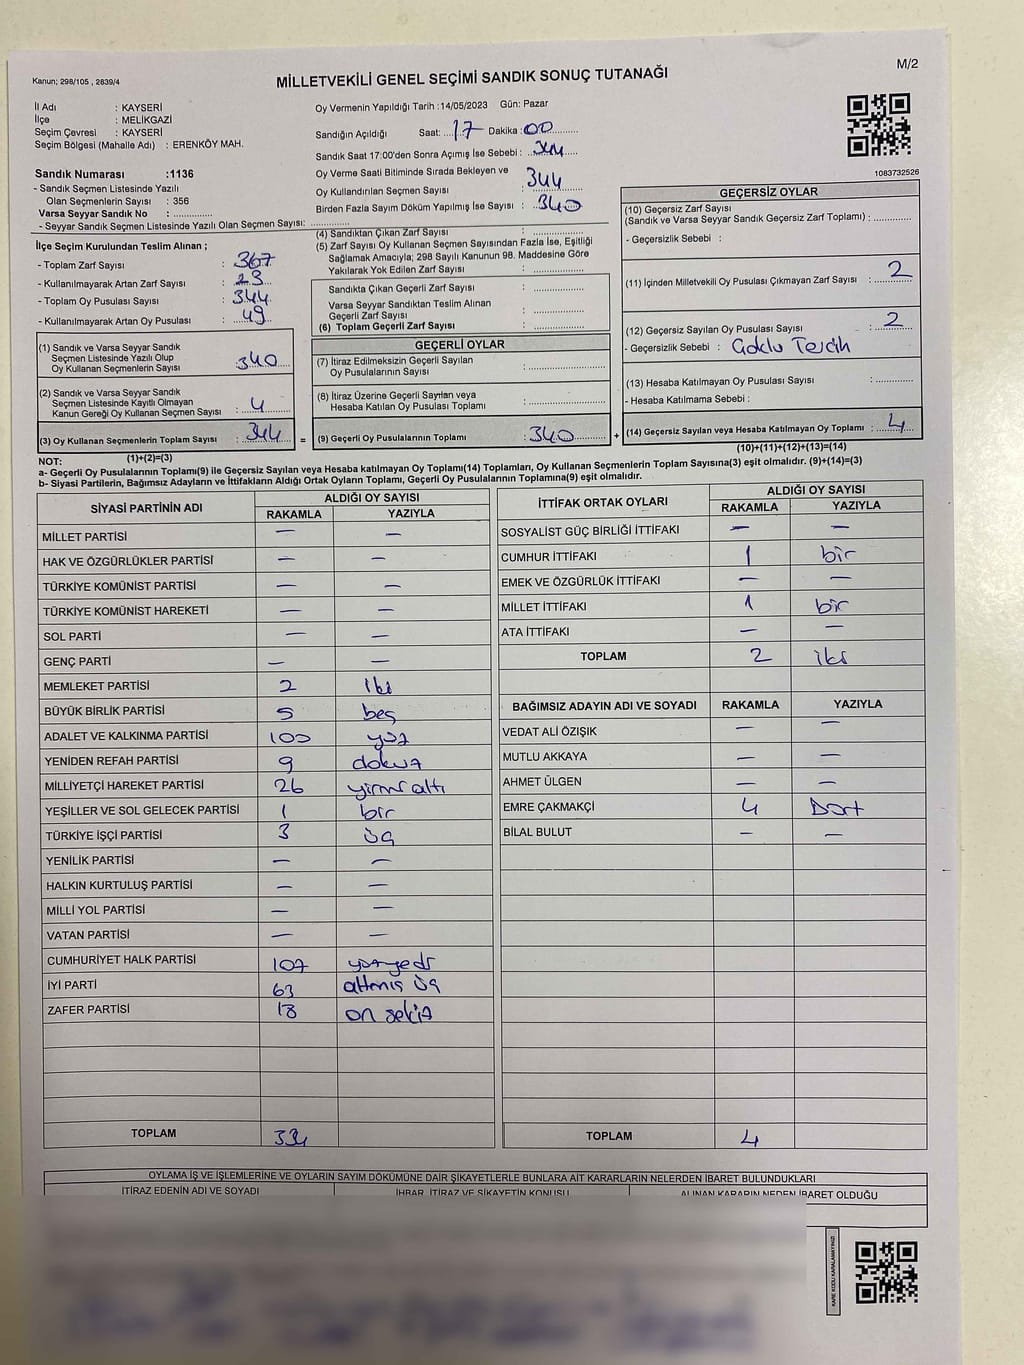 Kanun; 298/105 , 2839/4
MİLLETVEKİLİ GENEL SEÇİMİ SANDIK SONUÇ TUTANAĞI
M/2
İl Adı : KAYSERİ
İlçe : MELİKGAZİ
Seçim Çevresi : KAYSERİ
Seçim Bölgesi (Mahalle Adı) : ERENKÖY MAH.
Sandık Numarası :1136
- Sandık Seçmen Listesinde Yazılı
Olan Seçmenlerin Sayısı : 356
Varsa Seyyar Sandık No : ..............
- Seyyar Sandık Seçmen Listesinde Yazılı Olan Seçmen Sayısı: ..............
Oy Vermenin Yapıldığı Tarih :14/05/2023 Gün: Pazar
Sandığın Açıldığı Saat: 17 Dakika : 00
Sandık Saat 17:00'den Sonra Açımış İse Sebebi : 344
Oy Verme Saati Bitiminde Sırada Bekleyen ve
Oy Kullandırılan Seçmen Sayısı : 344
Birden Fazla Sayım Döküm Yapılmış İse Sayısı : 340
1083732526
İlçe Seçim Kurulundan Teslim Alınan ;
- Toplam Zarf Sayısı : 367
- Kullanılmayarak Artan Zarf Sayısı : 23
- Toplam Oy Pusulası Sayısı : 344
- Kullanılmayarak Artan Oy Pusulası : 49
(1) Sandık ve Varsa Seyyar Sandık
Seçmen Listesinde Yazılı Olup
Oy Kullanan Seçmenlerin Sayısı : 340
(2) Sandık ve Varsa Seyyar Sandık
Seçmen Listesinde Kayıtlı Olmayan
Kanun Gereği Oy Kullanan Seçmen Sayısı : 4
(3) Oy Kullanan Seçmenlerin Toplam Sayısı : 344 =
(1)+(2)=(3)
(4) Sandıktan Çıkan Zarf Sayısı : ..............
(5) Zarf Sayısı Oy Kullanan Seçmen Sayısından Fazla İse, Eşitliği
Sağlamak Amacıyla; 298 Sayılı Kanunun 98. Maddesine Göre
Yakılarak Yok Edilen Zarf Sayısı : ..............
Sandıkta Çıkan Geçerli Zarf Sayısı : ..............
Varsa Seyyar Sandıktan Teslim Alınan
Geçerli Zarf Sayısı : ..............
(6) Toplam Geçerli Zarf Sayısı : ..............
GEÇERLİ OYLAR
(7) İtiraz Edilmeksizin Geçerli Sayılan
Oy Pusulalarının Sayısı : ..............
(8) İtiraz Üzerine Geçerli Sayılan veya
Hesaba Katılan Oy Pusulası Toplamı : ..............
(9) Geçerli Oy Pusulalarının Toplamı : 340 +
GEÇERSİZ OYLAR
(10) Geçersiz Zarf Sayısı
(Sandık ve Varsa Seyyar Sandık Geçersiz Zarf Toplamı) : ..........
- Geçersizlik Sebebi :
(11) İçinden Milletvekili Oy Pusulası Çıkmayan Zarf Sayısı : 2
(12) Geçersiz Sayılan Oy Pusulası Sayısı : 2
- Geçersizlik Sebebi : Çoklu Tercih
(13) Hesaba Katılmayan Oy Pusulası Sayısı : ..........
- Hesaba Katılmama Sebebi :
(14) Geçersiz Sayılan veya Hesaba Katılmayan Oy Toplamı : 4
(10)+(11)+(12)+(13)=(14)
NOT:
a- Geçerli Oy Pusulalarının Toplamı(9) ile Geçersiz Sayılan veya Hesaba katılmayan Oy Toplamı(14) Toplamları, Oy Kullanan Seçmenlerin Toplam Sayısına(3) eşit olmalıdır. (9)+(14)=(3)
b- Siyasi Partilerin, Bağımsız Adayların ve İttifakların Aldığı Ortak Oyların Toplamı, Geçerli Oy Pusulalarının Toplamına(9) eşit olmalıdır.
SİYASİ PARTİNİN ADI ALDIĞI OY SAYISI
RAKAMLA YAZIYLA
MİLLET PARTİSİ — —
HAK VE ÖZGÜRLÜKLER PARTİSİ — —
TÜRKİYE KOMÜNİST PARTİSİ — —
TÜRKİYE KOMÜNİST HAREKETİ — —
SOL PARTİ — —
GENÇ PARTİ — —
MEMLEKET PARTİSİ 2 iki
BÜYÜK BİRLİK PARTİSİ 5 beş
ADALET VE KALKINMA PARTİSİ 100 yüz
YENİDEN REFAH PARTİSİ 9 dokuz
MİLLİYETÇİ HAREKET PARTİSİ 26 yirmi altı
YEŞİLLER VE SOL GELECEK PARTİSİ 1 bir
TÜRKİYE İŞÇİ PARTİSİ 3 üç
YENİLİK PARTİSİ — —
HALKIN KURTULUŞ PARTİSİ — —
MİLLİ YOL PARTİSİ — —
VATAN PARTİSİ — —
CUMHURİYET HALK PARTİSİ 107 yüzyedi
İYİ PARTİ 63 altmış üç
ZAFER PARTİSİ 18 on sekiz
TOPLAM 334
İTTİFAK ORTAK OYLARI ALDIĞI OY SAYISI
RAKAMLA YAZIYLA
SOSYALİST GÜÇ BİRLİĞİ İTTİFAKI — —
CUMHUR İTTİFAKI 1 bir
EMEK VE ÖZGÜRLÜK İTTİFAKI — —
MİLLET İTTİFAKI 1 bir
ATA İTTİFAKI — —
TOPLAM 2 iki
BAĞIMSIZ ADAYIN ADI VE SOYADI RAKAMLA YAZIYLA
VEDAT ALİ ÖZIŞIK — —
MUTLU AKKAYA — —
AHMET ÜLGEN — —
EMRE ÇAKMAKÇİ 4 Dört
BİLAL BULUT — —
TOPLAM 4
OYLAMA İŞ VE İŞLEMLERİNE VE OYLARIN SAYIM DÖKÜMÜNE DAİR ŞİKAYETLERLE BUNLARA AİT KARARLARIN NELERDEN İBARET BULUNDUKLARI
İTİRAZ EDENİN ADI VE SOYADI İHBAR, İTİRAZ VE ŞİKAYETİN KONUSU ALINAN KARARIN NEDEN İBARET OLDUĞU
KARE KODU KARALAMAYINIZ!